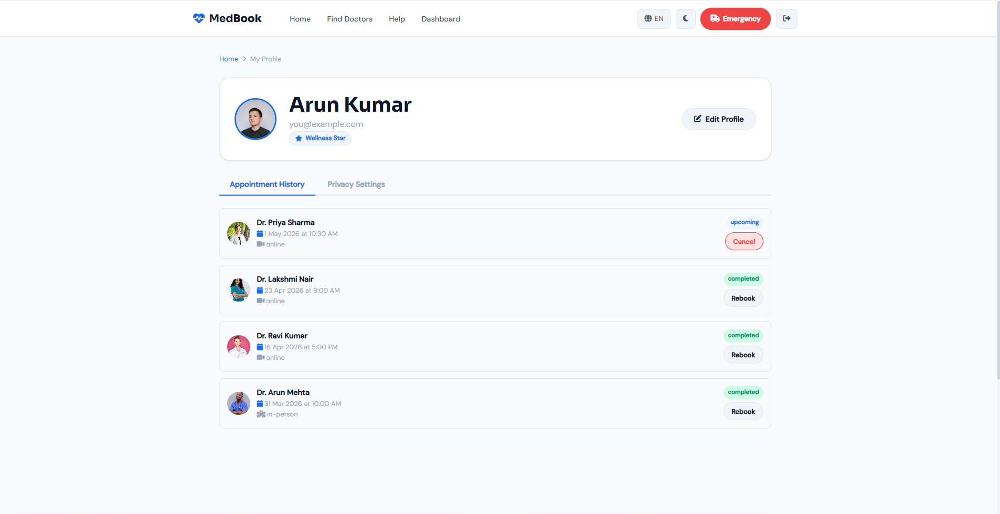 MedBook
Home
Find Doctors
Help
Dashboard
EN
Emergency
Home > My Profile
Arun Kumar
you@example.com
Wellness Star
Edit Profile
Appointment History
Privacy Settings
Dr. Priya Sharma
1 May 2026 at 10:30 AM
online
upcoming
Cancel
Dr. Lakshmi Nair
23 Apr 2026 at 9:00 AM
online
completed
Rebook
Dr. Ravi Kumar
16 Apr 2026 at 5:00 PM
online
completed
Rebook
Dr. Arun Mehta
31 Mar 2026 at 10:00 AM
in-person
completed
Rebook